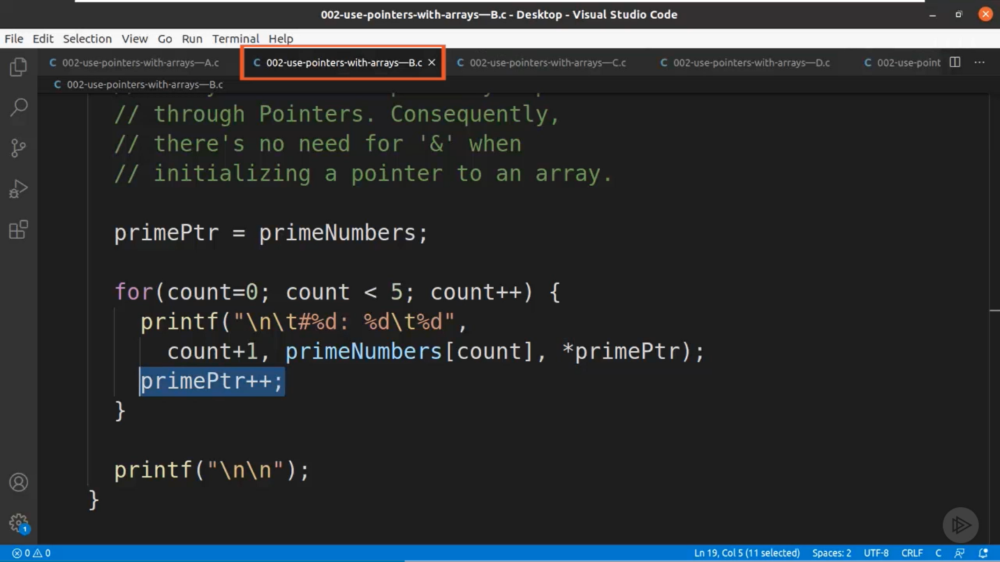 002-use-pointers-with-arrays—B.c - Desktop - Visual Studio Code
File Edit Selection View Go Run Terminal Help
C 002-use-pointers-with-arrays—A.c C 002-use-pointers-with-arrays—B.c × C 002-use-pointers-with-arrays—C.c C 002-use-pointers-with-arrays—D.c C 002-use-point ...
C 002-use-pointers-with-arrays—B.c
// through Pointers. Consequently,
// there's no need for '&' when
// initializing a pointer to an array.
primePtr = primeNumbers;
for(count=0; count < 5; count++) {
printf("\n\t#%d: %d\t%d",
count+1, primeNumbers[count], *primePtr);
primePtr++;
}
printf("\n\n");
}
1
0 0 Ln 19, Col 5 (11 selected) Spaces: 2 UTF-8 CRLF C